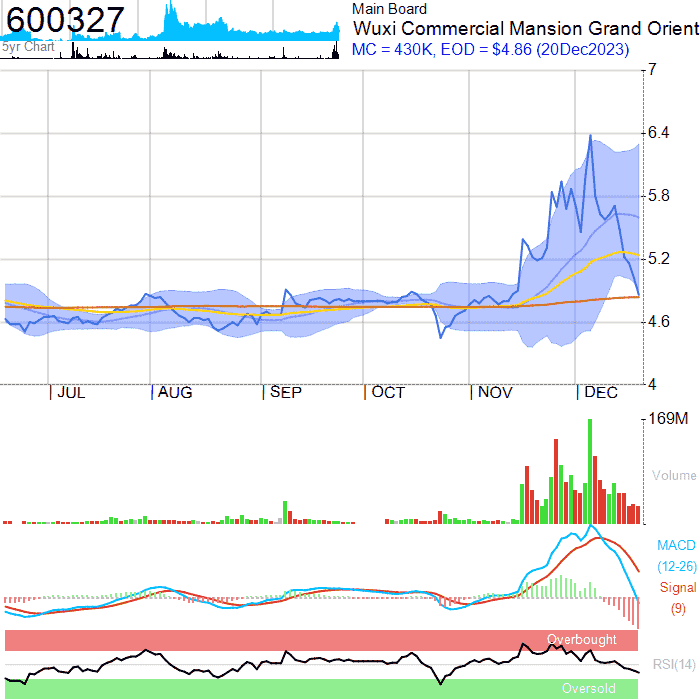 600327
5yr Chart
Main Board
Wuxi Commercial Mansion Grand Orient
MC = 430K, EOD = $4.86 (20Dec2023)
7
6.4
5.8
5.2
4.6
4
JUL AUG SEP OCT NOV DEC
169M
Volume
MACD
(12-26)
Signal
(9)
Overbought
RSI(14)
Oversold